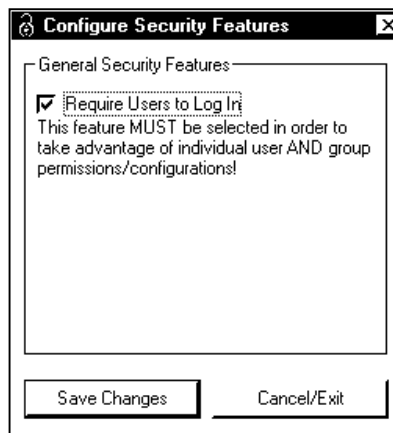 Configure Security Features
General Security Features
Require Users to Log In
This feature MUST be selected in order to
take advantage of individual user AND group
permissions/configurations!
Save Changes
Cancel/Exit